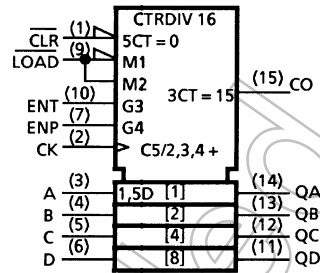 CTRDIV 16
CLR (1) 5CT = 0
LOAD (9) M1
M2
ENT (10) G3 3CT = 15 (15) CO
ENP (7) G4
CK (2) C5/2,3,4 +
A (3) 1,5D [1] (14) QA
B (4) [2] (13) QB
C (5) [4] (12) QC
D (6) [8] (11) QD